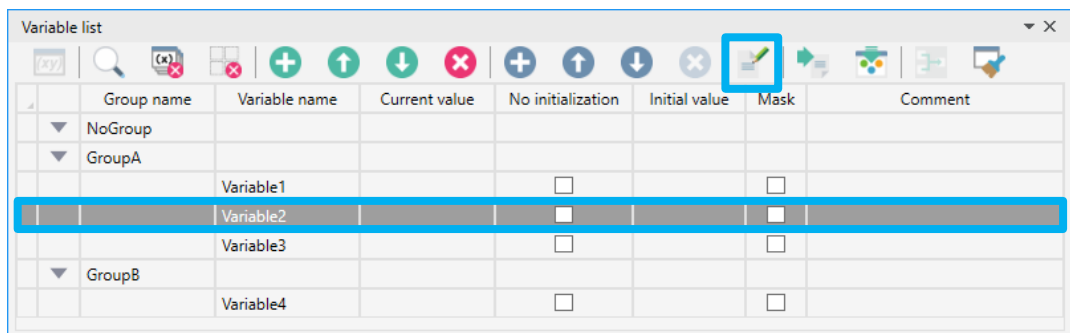 Variable list
(xy) (x)
Group name Variable name Current value No initialization Initial value Mask Comment
NoGroup
GroupA
Variable1
Variable2
Variable3
GroupB
Variable4